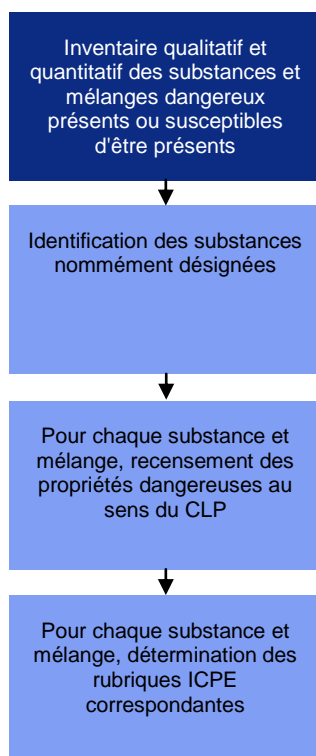 Inventaire qualitatif et
quantitatif des substances et
mélanges dangereux
présents ou susceptibles
d'être présents
Identification des substances
nommément désignées
Pour chaque substance et
mélange, recensement des
propriétés dangereuses au
sens du CLP
Pour chaque substance et
mélange, détermination des
rubriques ICPE
correspondantes